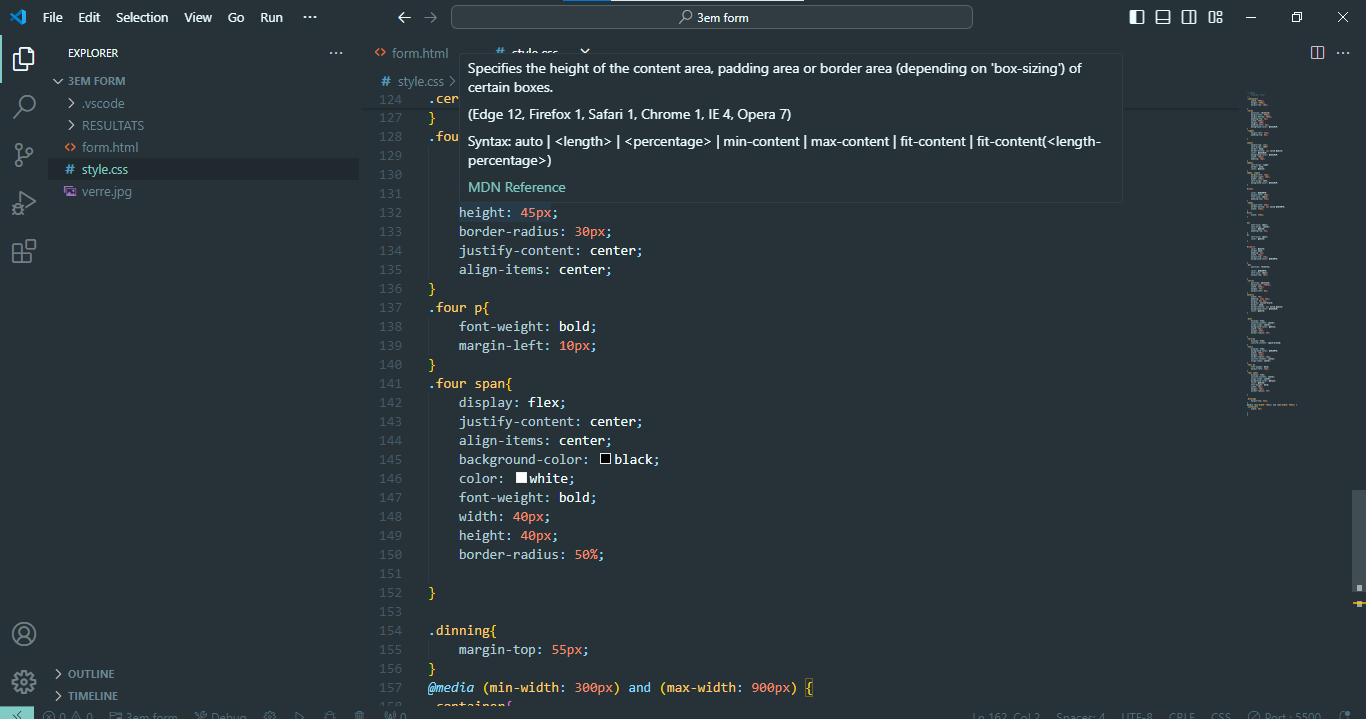 File Edit Selection View Go Run ··· 3em form
EXPLORER ···
3EM FORM
.vscode
RESULTATS
form.html
style.css
verre.jpg
OUTLINE
TIMELINE
form.html # style.css
# style.css
Specifies the height of the content area, padding area or border area (depending on 'box-sizing') of
certain boxes.
(Edge 12, Firefox 1, Safari 1, Chrome 1, IE 4, Opera 7)
Syntax: auto | <length> | <percentage> | min-content | max-content | fit-content | fit-content(<length-
percentage>)
MDN Reference
124 .cer
127 }
128 .fou
129
130
131
132 height: 45px;
133 border-radius: 30px;
134 justify-content: center;
135 align-items: center;
136 }
137 .four p{
138 font-weight: bold;
139 margin-left: 10px;
140 }
141 .four span{
142 display: flex;
143 justify-content: center;
144 align-items: center;
145 background-color: black;
146 color: white;
147 font-weight: bold;
148 width: 40px;
149 height: 40px;
150 border-radius: 50%;
151
152 }
153
154 .dinning{
155 margin-top: 55px;
156 }
157 @media (min-width: 300px) and (max-width: 900px) {
158 .container{
0 0 3em form Debug 0 Ln 162, Col 2 Spaces: 4 UTF-8 CRLF CSS Port : 5500